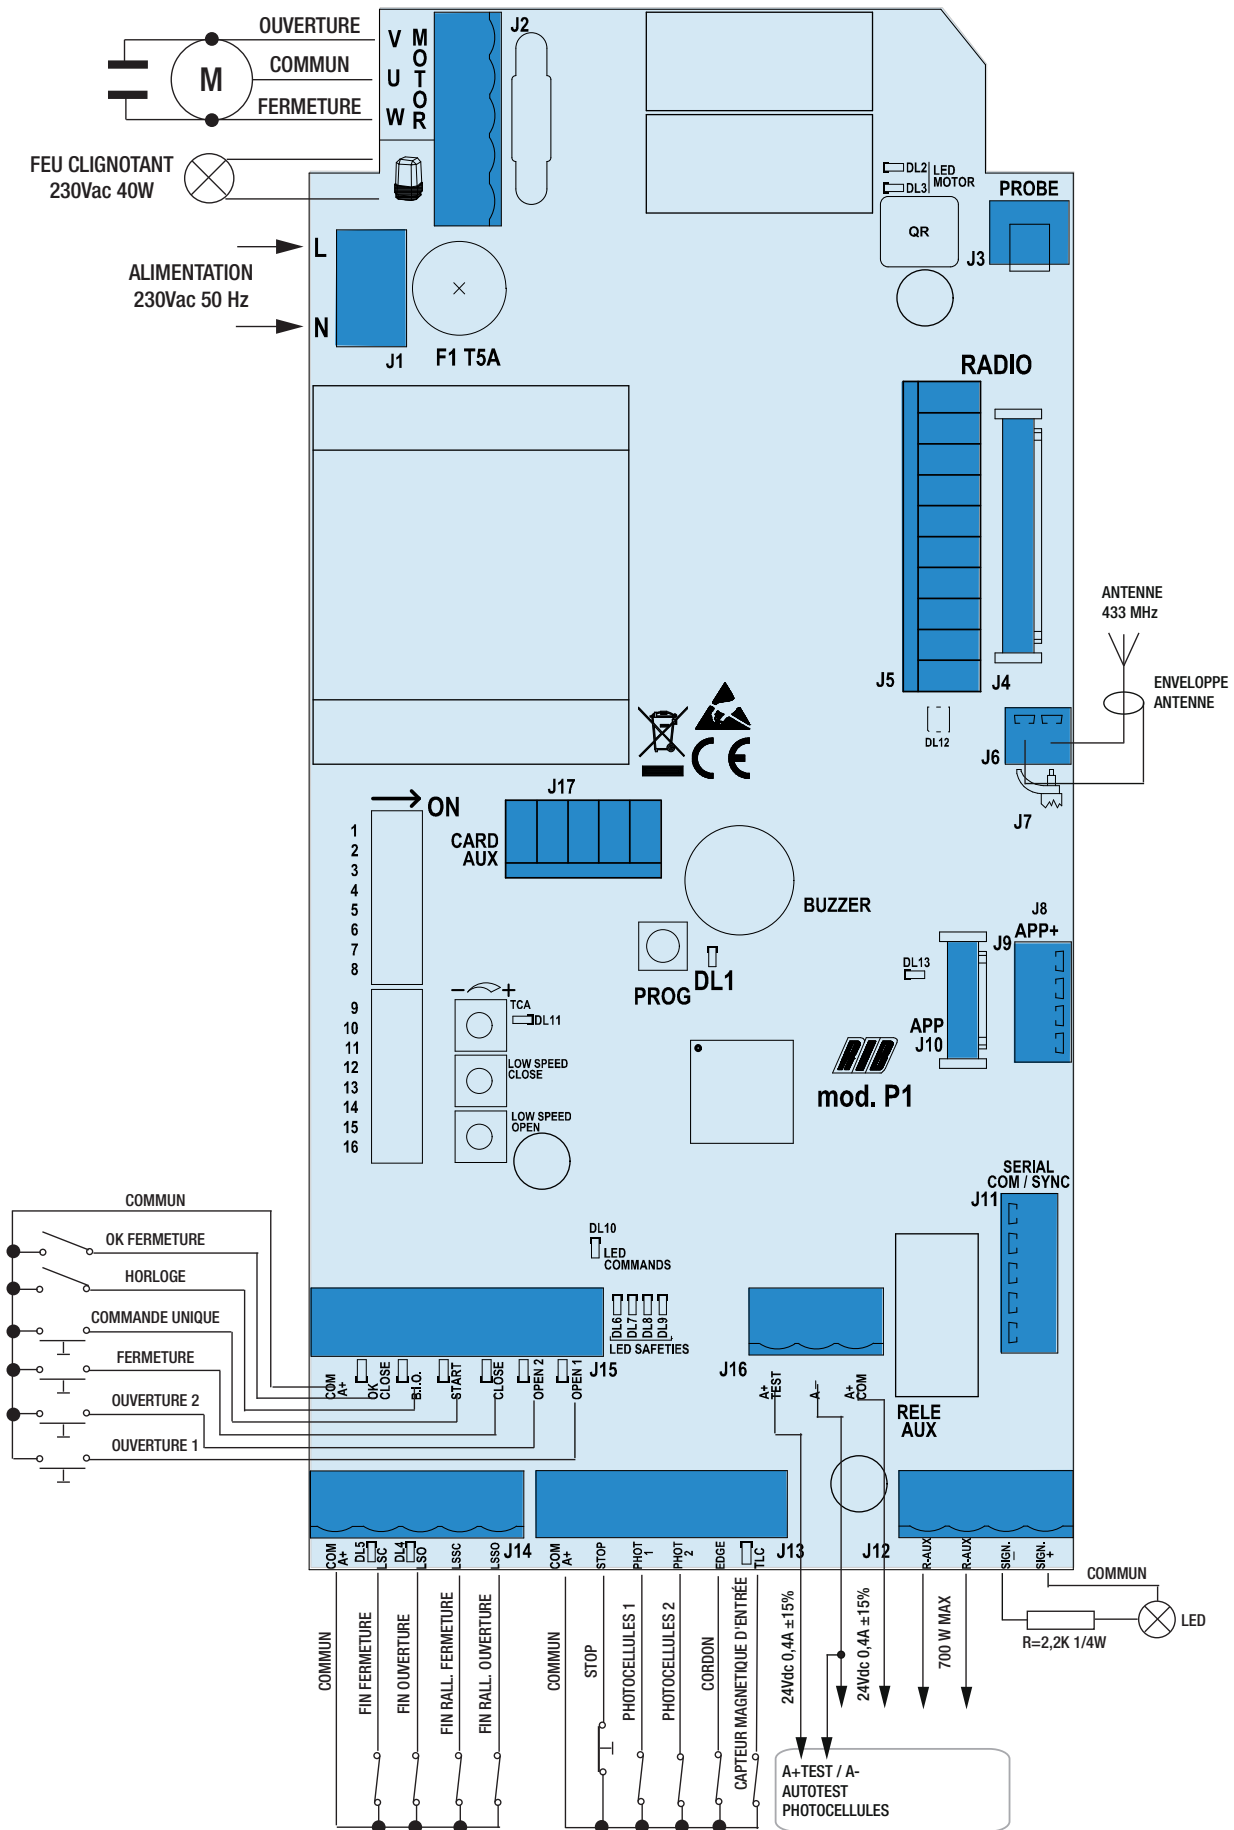 OUVERTURE
COMMUN
FERMETURE
M
V
U
W
MOTOR
J2
FEU CLIGNOTANT
230Vac 40W
L
ALIMENTATION
230Vac 50 Hz
N
J1
F1 T5A
DL2
DL3
LED
MOTOR
QR
PROBE
J3
RADIO
J5
J4
DL12
J6
J7
ANTENNE
433 MHz
ENVELOPPE
ANTENNE
ON
1
2
3
4
5
6
7
8
9
10
11
12
13
14
15
16
J17
CARD
AUX
BUZZER
PROG
DL1
J8
APP+
J9
DL13
APP
J10
− +
TCA
DL11
LOW SPEED
CLOSE
LOW SPEED
OPEN
CE
RIB
mod. P1
SERIAL
COM / SYNC
J11
COMMUN
OK FERMETURE
HORLOGE
COMMANDE UNIQUE
FERMETURE
OUVERTURE 2
OUVERTURE 1
DL10
LED
COMMANDS
DL6
DL7
DL8
DL9
LED SAFETIES
J15
COM
A+
OK
CLOSE
B.I.O.
START
CLOSE
OPEN 2
OPEN 1
J16
A+
TEST
A-
A+
COM
RELE
AUX
J14
COM
A+
DL5
LSC
DL4
LSO
LSSC
LSSO
J13
COM
A+
STOP
PHOT
1
PHOT
2
EDGE
TLC
J12
R-AUX
R-AUX
SIGN.
-
SIGN.
+
COMMUN
FIN FERMETURE
FIN OUVERTURE
FIN RALL. FERMETURE
FIN RALL. OUVERTURE
COMMUN
STOP
PHOTOCELLULES 1
PHOTOCELLULES 2
CORDON
CAPTEUR MAGNETIQUE D'ENTRÉE
24Vdc 0,4A ±15%
24Vdc 0,4A ±15%
700 W MAX
COMMUN
LED
R=2,2K 1/4W
A+TEST / A-
AUTOTEST
PHOTOCELLULES